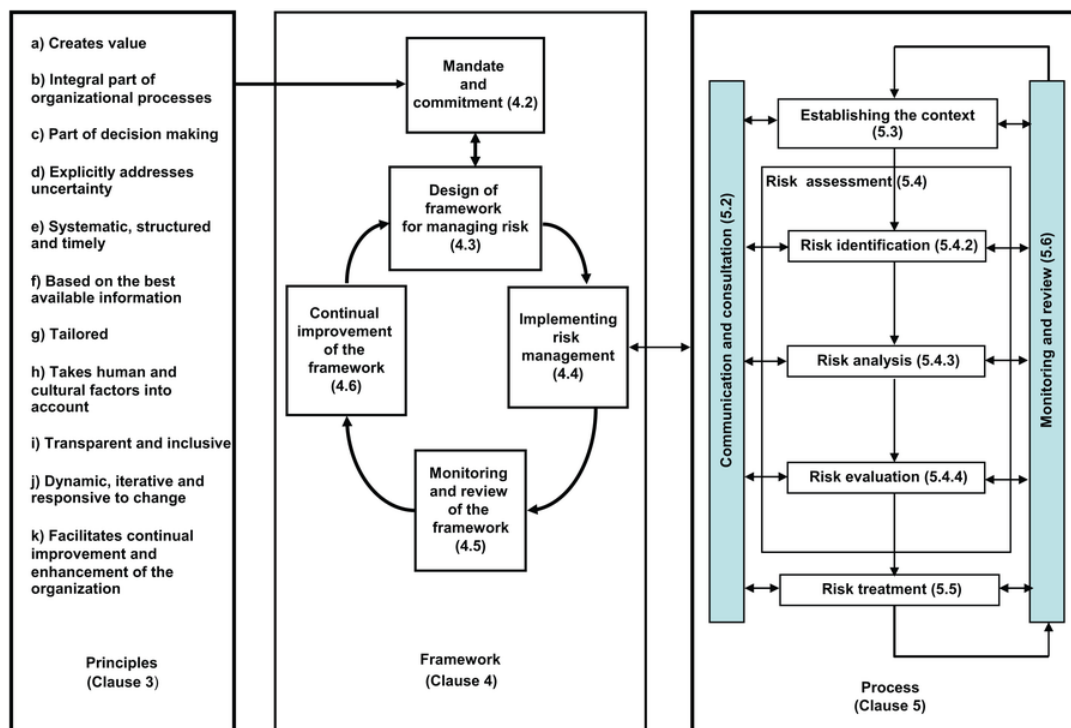 a) Creates value
b) Integral part of
organizational processes
c) Part of decision making
d) Explicitly addresses
uncertainty
e) Systematic, structured
and timely
f) Based on the best
available information
g) Tailored
h) Takes human and
cultural factors into
account
i) Transparent and inclusive
j) Dynamic, iterative and
responsive to change
k) Facilitates continual
improvement and
enhancement of the
organization
Principles
(Clause 3)
Mandate
and
commitment (4.2)
Design of
framework
for managing risk
(4.3)
Continual
improvement
of the
framework
(4.6)
Implementing
risk
management
(4.4)
Monitoring
and review
of the
framework
(4.5)
Framework
(Clause 4)
Communication and consultation (5.2)
Establishing the context
(5.3)
Risk assessment (5.4)
Risk identification (5.4.2)
Risk analysis (5.4.3)
Risk evaluation (5.4.4)
Risk treatment (5.5)
Monitoring and review (5.6)
Process
(Clause 5)